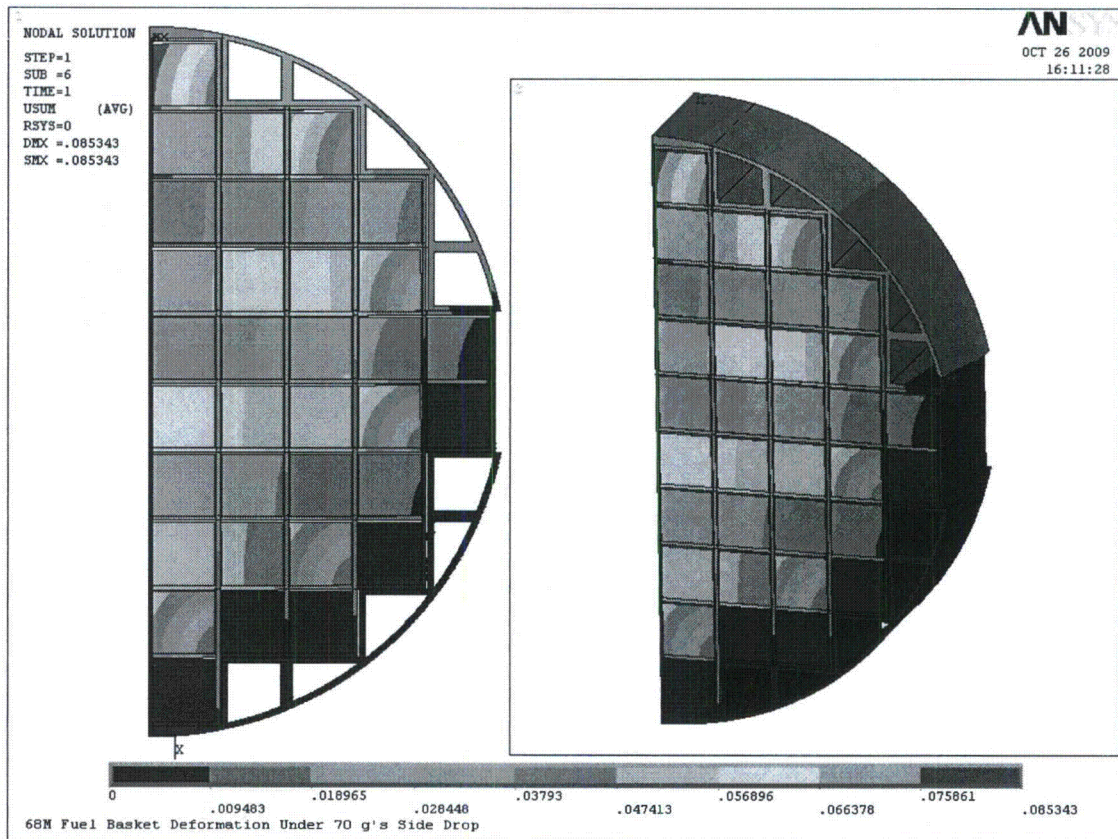 NODAL SOLUTION
STEP=1
SUB =6
TIME=1
USUM (AVG)
RSYS=0
DMX =.085343
SMX =.085343
ANSYS
OCT 26 2009
16:11:28
MX
X
0 .018965 .03793 .056896 .075861
.009483 .028448 .047413 .066378 .085343
68M Fuel Basket Deformation Under 70 g's Side Drop